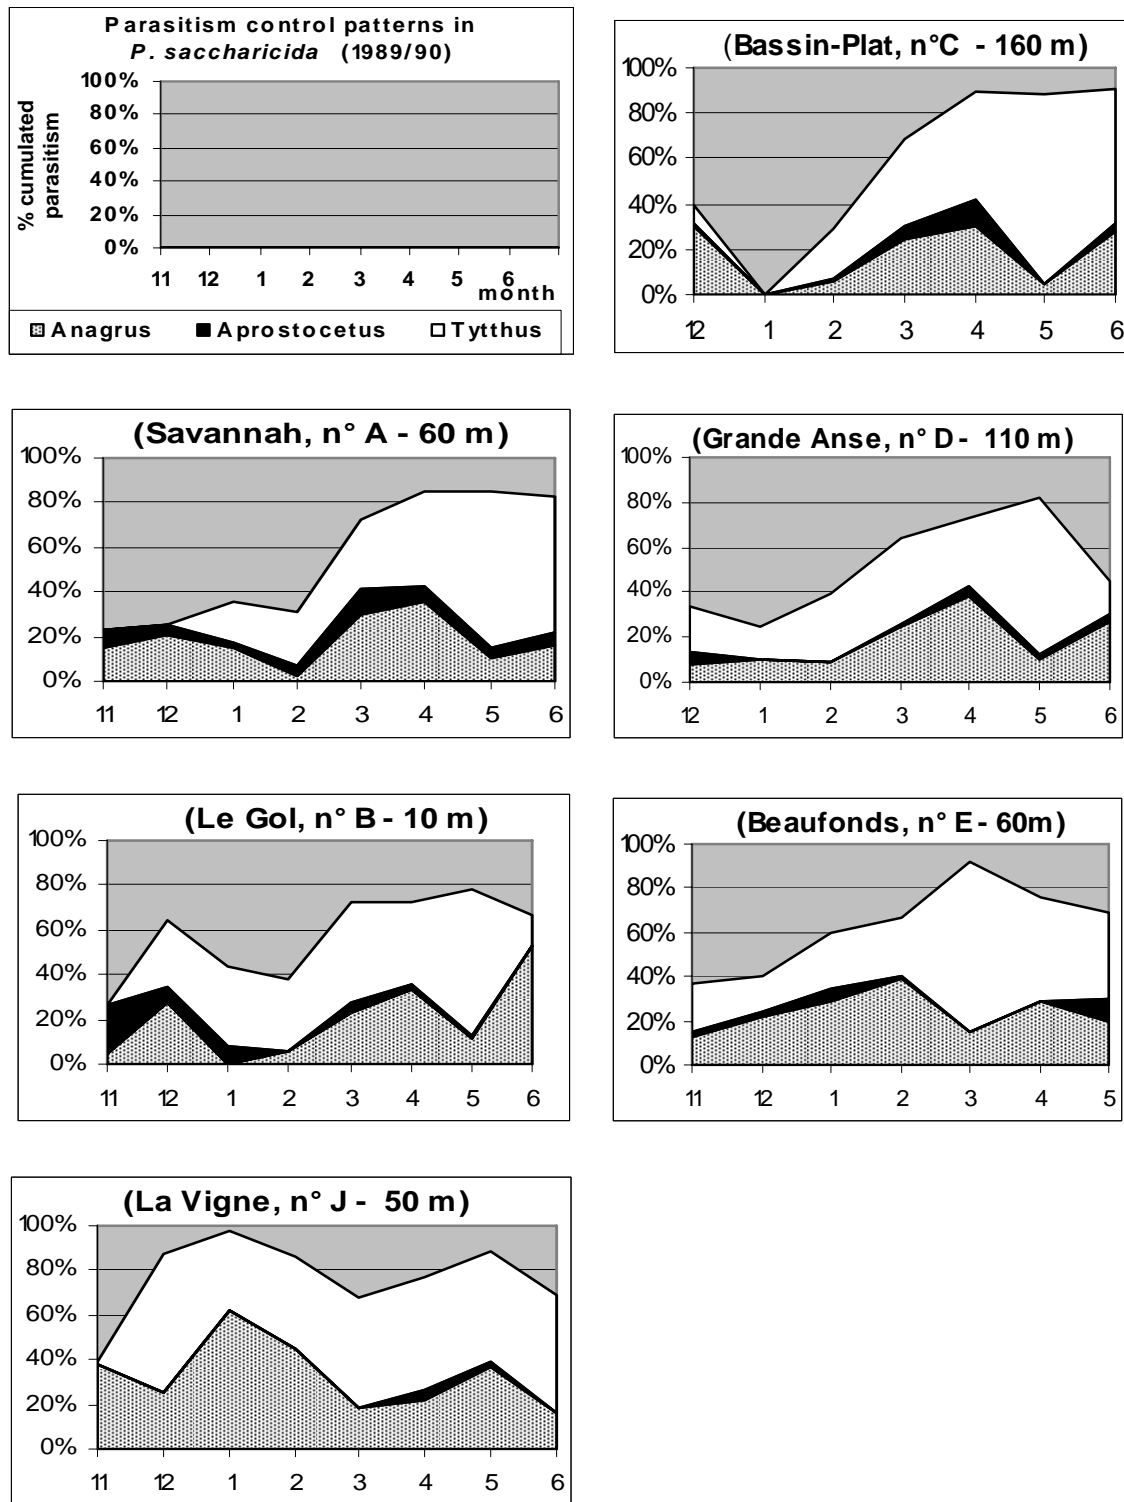 Parasitism control patterns in
P. saccharicida (1989/90)
% cumulated
parasitism
100%
80%
60%
40%
20%
0%
11 12 1 2 3 4 5 6
month
Anagrus Aprostocetus Tytthus
(Bassin-Plat, n°C - 160 m)
100%
80%
60%
40%
20%
0%
12 1 2 3 4 5 6
(Savannah, n° A - 60 m)
100%
80%
60%
40%
20%
0%
11 12 1 2 3 4 5 6
(Grande Anse, n° D - 110 m)
100%
80%
60%
40%
20%
0%
12 1 2 3 4 5 6
(Le Gol, n° B - 10 m)
100%
80%
60%
40%
20%
0%
11 12 1 2 3 4 5 6
(Beaufonds, n° E - 60m)
100%
80%
60%
40%
20%
0%
11 12 1 2 3 4 5
(La Vigne, n° J - 50 m)
100%
80%
60%
40%
20%
0%
11 12 1 2 3 4 5 6